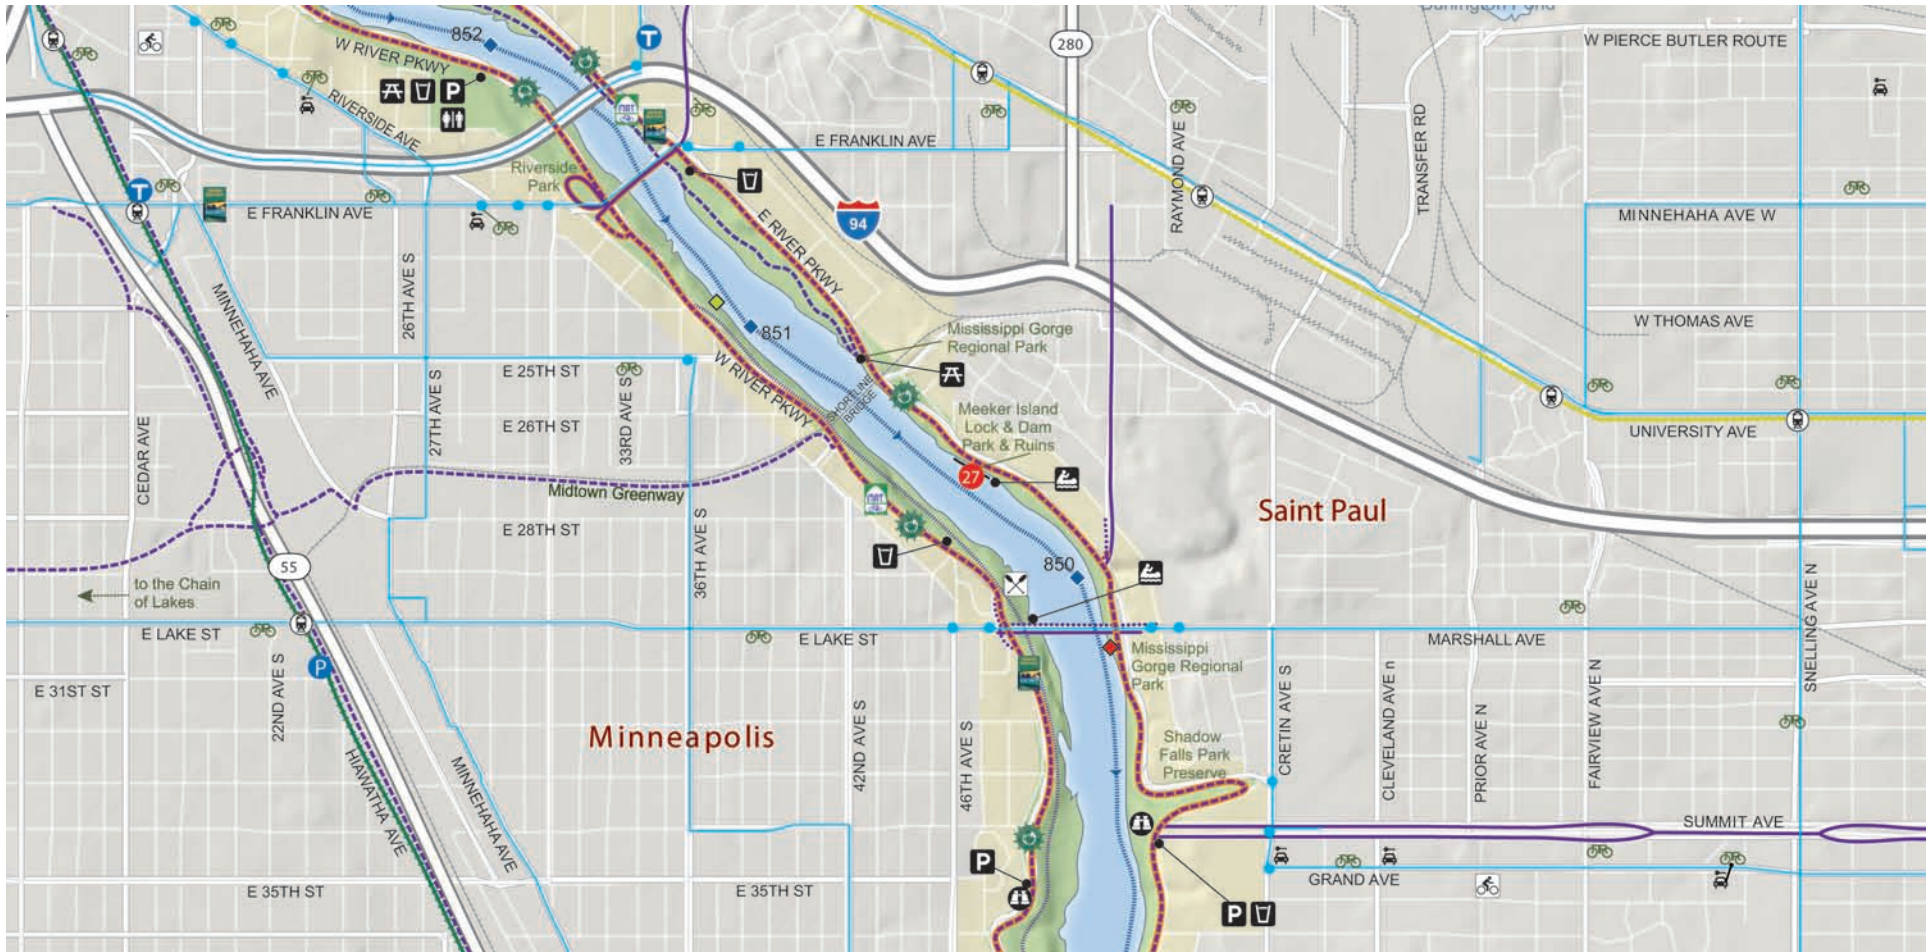 Burlington Pond
852
W RIVER PKWY
T
280
W PIERCE BUTLER ROUTE
P
RIVERSIDE AVE
E FRANKLIN AVE
RAYMOND AVE
TRANSFER RD
Riverside
Park
T
E FRANKLIN AVE
94
MINNEHAHA AVE W
E RIVER PKWY
26TH AVE S
MINNEHAHA AVE
851
W THOMAS AVE
Mississippi Gorge
Regional Park
W RIVER PKWY
E 25TH ST
SHORT LINE
BRIDGE
27TH AVE S
33RD AVE S
E 26TH ST
Meeker Island
Lock & Dam
Park & Ruins
UNIVERSITY AVE
CEDAR AVE
27
Midtown Greenway
Saint Paul
E 28TH ST
36TH AVE S
55
850
to the Chain
of Lakes
SNELLING AVE N
E LAKE ST
E LAKE ST
MARSHALL AVE
P
Mississippi
Gorge Regional
Park
E 31ST ST
22ND AVE S
Minneapolis
42ND AVE S
46TH AVE S
CRETIN AVE S
CLEVELAND AVE n
PRIOR AVE N
FAIRVIEW AVE N
Shadow
Falls Park
Preserve
HIAWATHA AVE
MINNEHAHA AVE
SUMMIT AVE
P
GRAND AVE
E 35TH ST
E 35TH ST
P